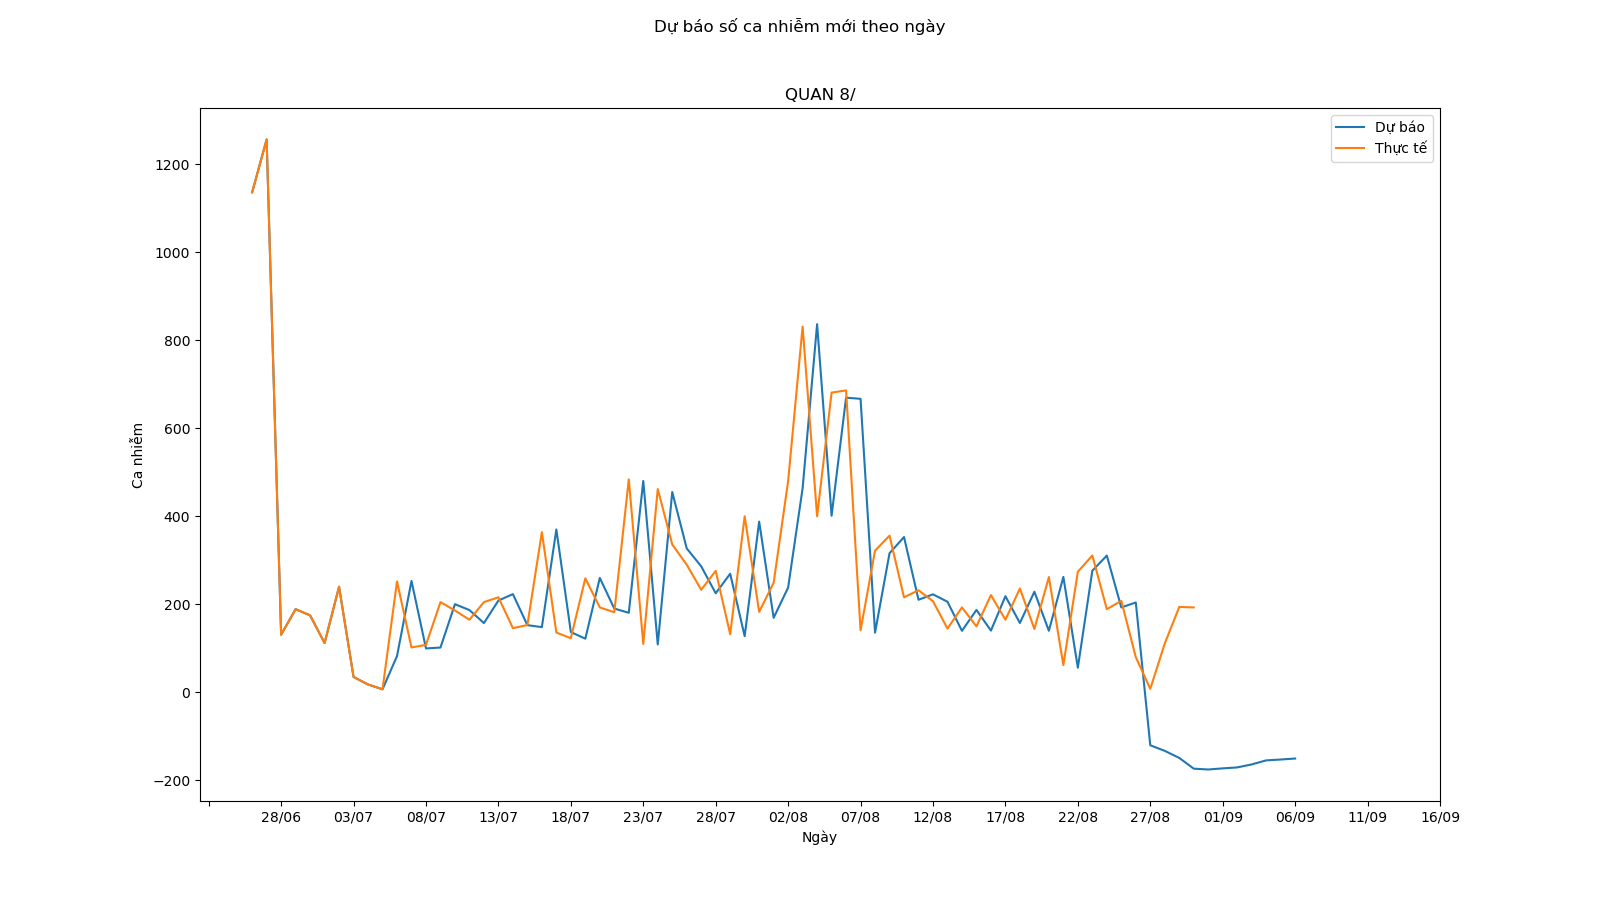 Dự báo số ca nhiễm mới theo ngày
QUAN 8/
Dự báo
Thực tế
1200
1000
800
600
400
200
0
−200
Ca nhiễm
28/06 03/07 08/07 13/07 18/07 23/07 28/07 02/08 07/08 12/08 17/08 22/08 27/08 01/09 06/09 11/09 16/09
Ngày